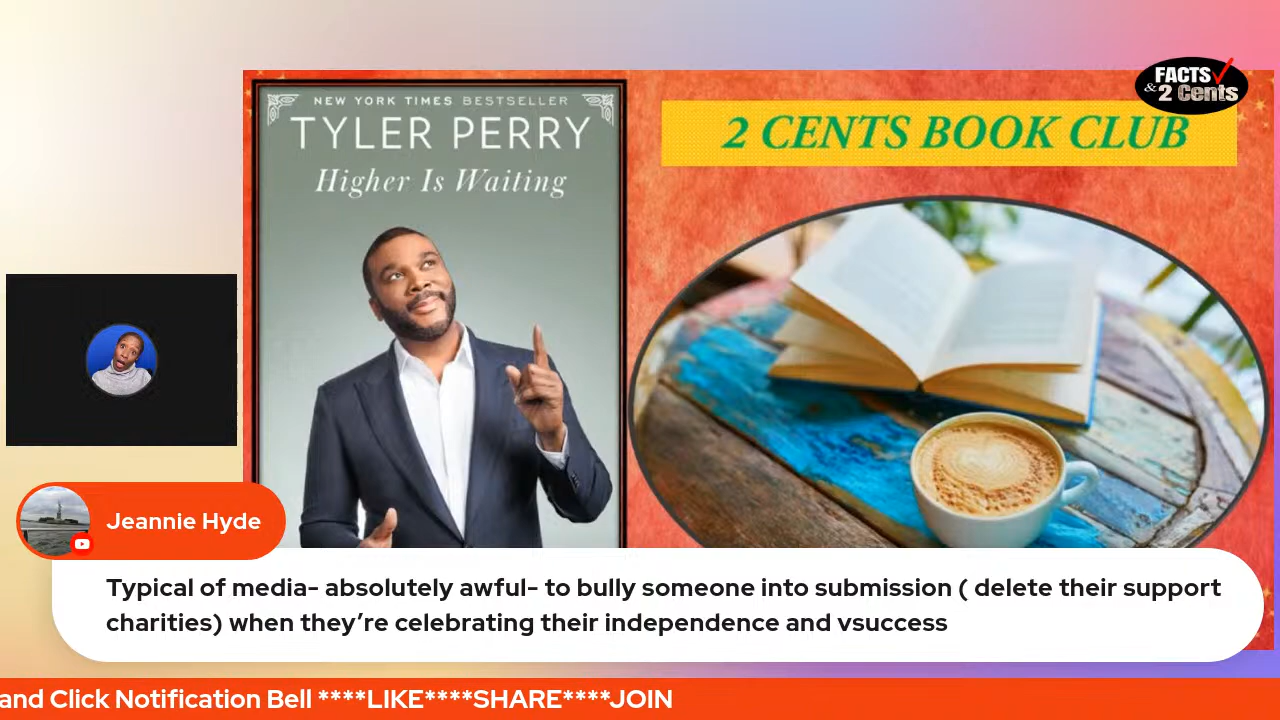 NEW YORK TIMES BESTSELLER
TYLER PERRY
Higher Is Waiting
2 CENTS BOOK CLUB
FACTS
& 2 Cents
Jeannie Hyde
Typical of media- absolutely awful- to bully someone into submission ( delete their support
charities) when they’re celebrating their independence and vsuccess
and Click Notification Bell ****LIKE****SHARE****JOIN